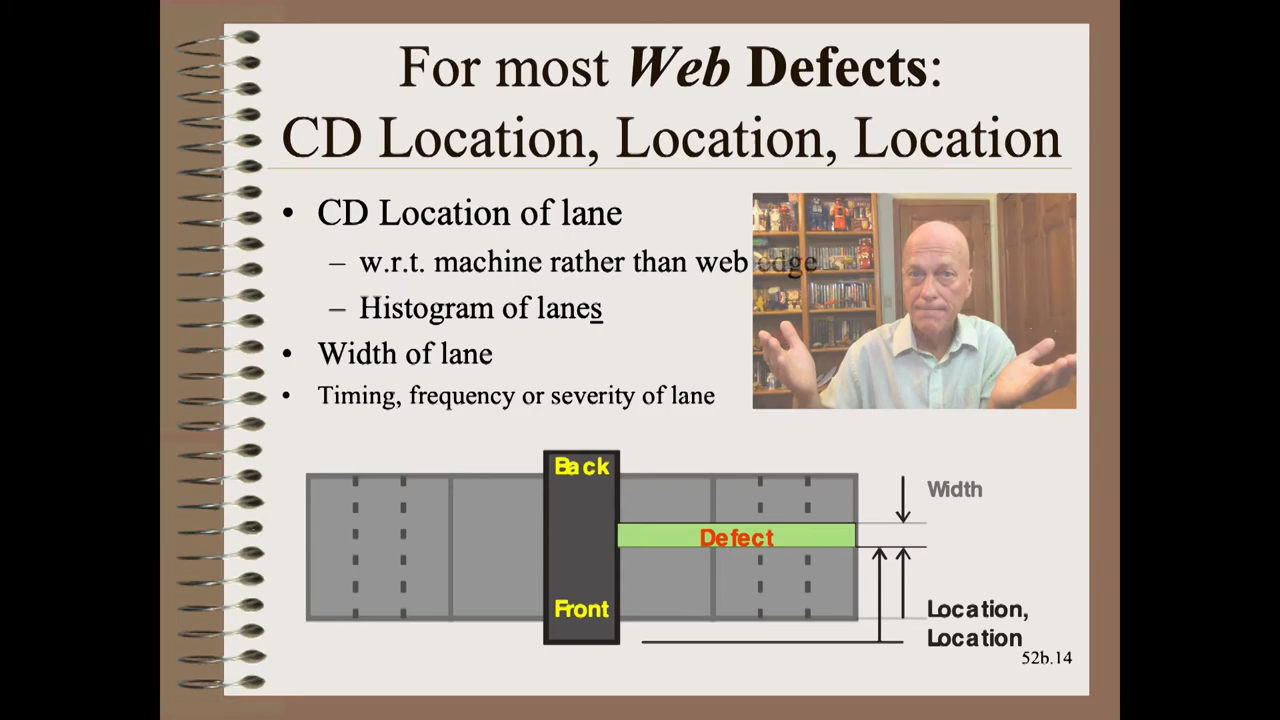 For most Web Defects:
CD Location, Location, Location
• CD Location of lane
– w.r.t. machine rather than web edge
– Histogram of lanes
• Width of lane
• Timing, frequency or severity of lane
Back
Width
Defect
Front
Location,
Location
52b.14